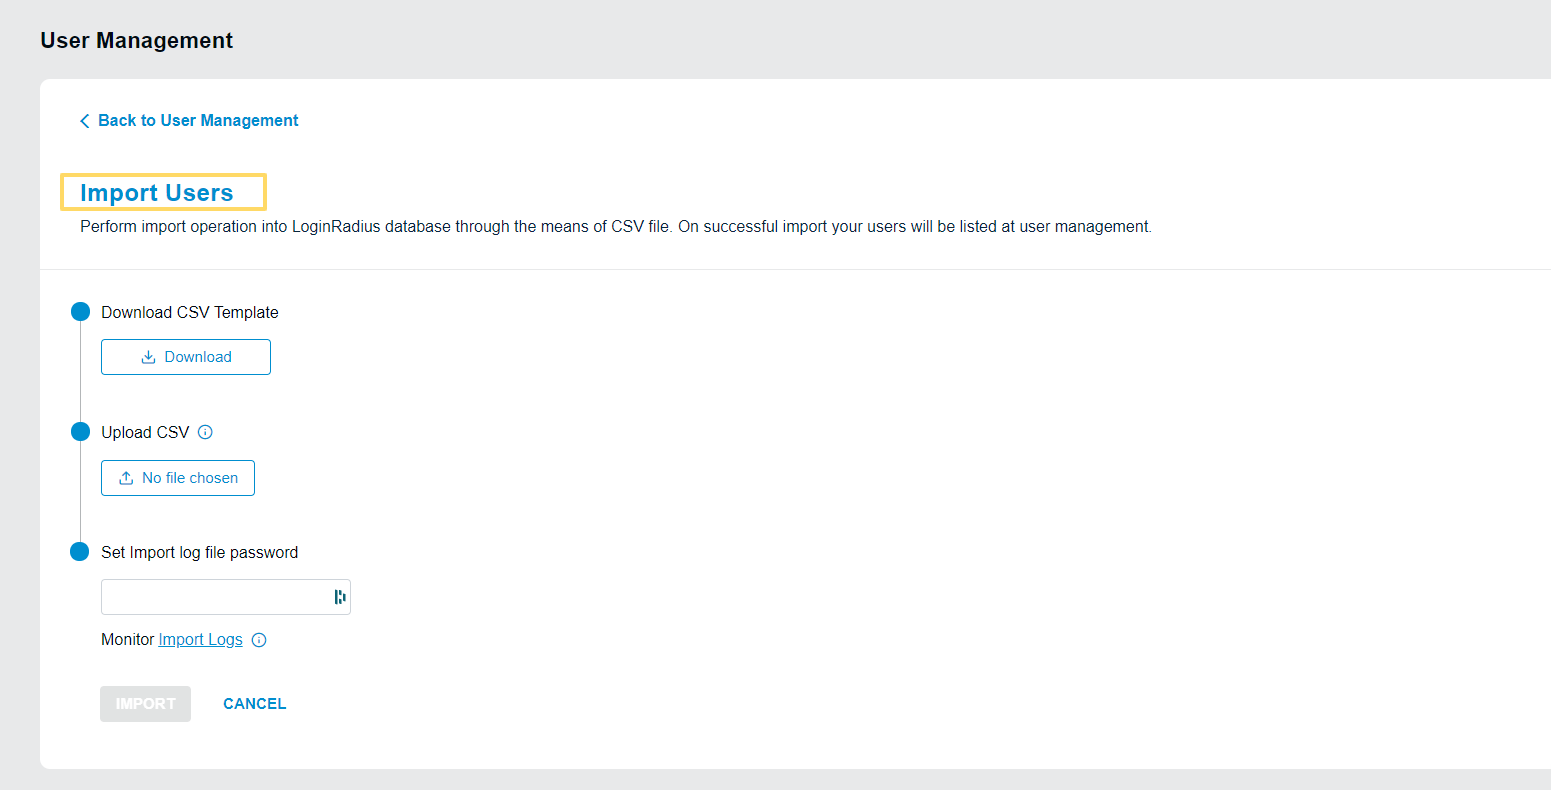 User Management
Back to User Management
Import Users
Perform import operation into LoginRadius database through the means of CSV file. On successful import your users will be listed at user management.
Download CSV Template
Download
Upload CSV
No file chosen
Set Import log file password
Monitor Import Logs
IMPORT CANCEL